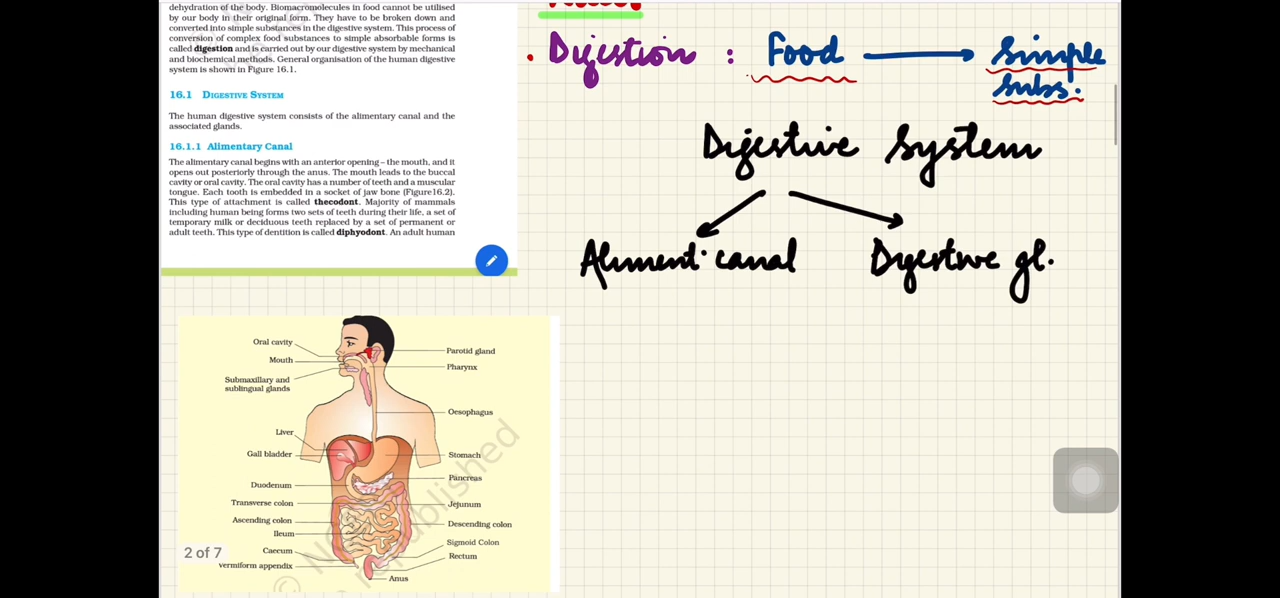 dehydration of the body. Biomacromolecules in food cannot be utilised
by our body in their original form. They have to be broken down and
converted into simple substances in the digestive system. This process of
conversion of complex food substances to simple absorbable forms is
called digestion and is carried out by our digestive system by mechanical
and biochemical methods. General organisation of the human digestive
system is shown in Figure 16.1.
16.1 DIGESTIVE SYSTEM
The human digestive system consists of the alimentary canal and the
associated glands.
16.1.1 Alimentary Canal
The alimentary canal begins with an anterior opening – the mouth, and it
opens out posteriorly through the anus. The mouth leads to the buccal
cavity or oral cavity. The oral cavity has a number of teeth and a muscular
tongue. Each tooth is embedded in a socket of jaw bone (Figure16.2).
This type of attachment is called thecodont. Majority of mammals
including human being forms two sets of teeth during their life, a set of
temporary milk or deciduous teeth replaced by a set of permanent or
adult teeth. This type of dentition is called diphyodont. An adult human
• Digestion : Food → Simple
subs.
Digestive System
Aliment. canal Digestive gl.
Oral cavity
Mouth
Submaxillary and
sublingual glands
Liver
Gall bladder
Duodenum
Transverse colon
Ascending colon
Ileum
Caecum
Vermiform appendix
Parotid gland
Pharynx
Oesophagus
Stomach
Pancreas
Jejunum
Descending colon
Sigmoid Colon
Rectum
Anus
2 of 7
republished